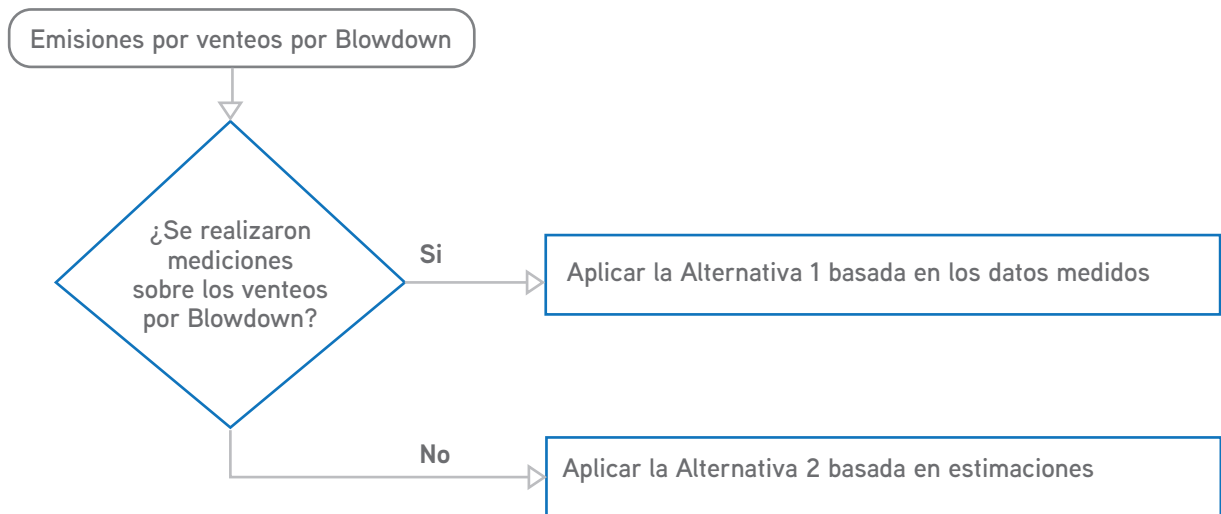 Emisiones por venteos por Blowdown
¿Se realizaron
mediciones
sobre los venteos
por Blowdown?
Si
Aplicar la Alternativa 1 basada en los datos medidos
No
Aplicar la Alternativa 2 basada en estimaciones